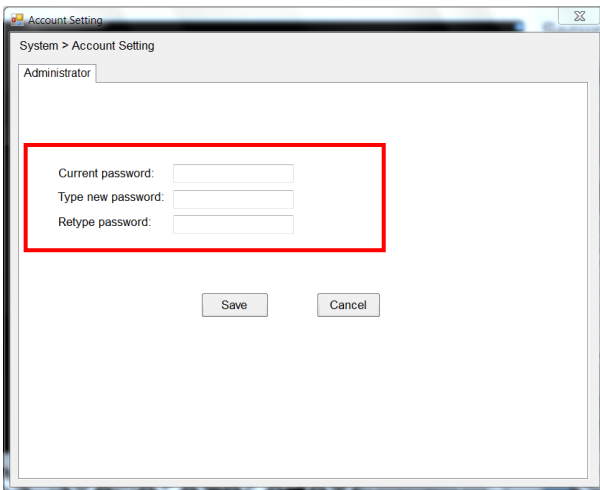 Account Setting
System > Account Setting
Administrator
Current password:
Type new password:
Retype password:
Save Cancel